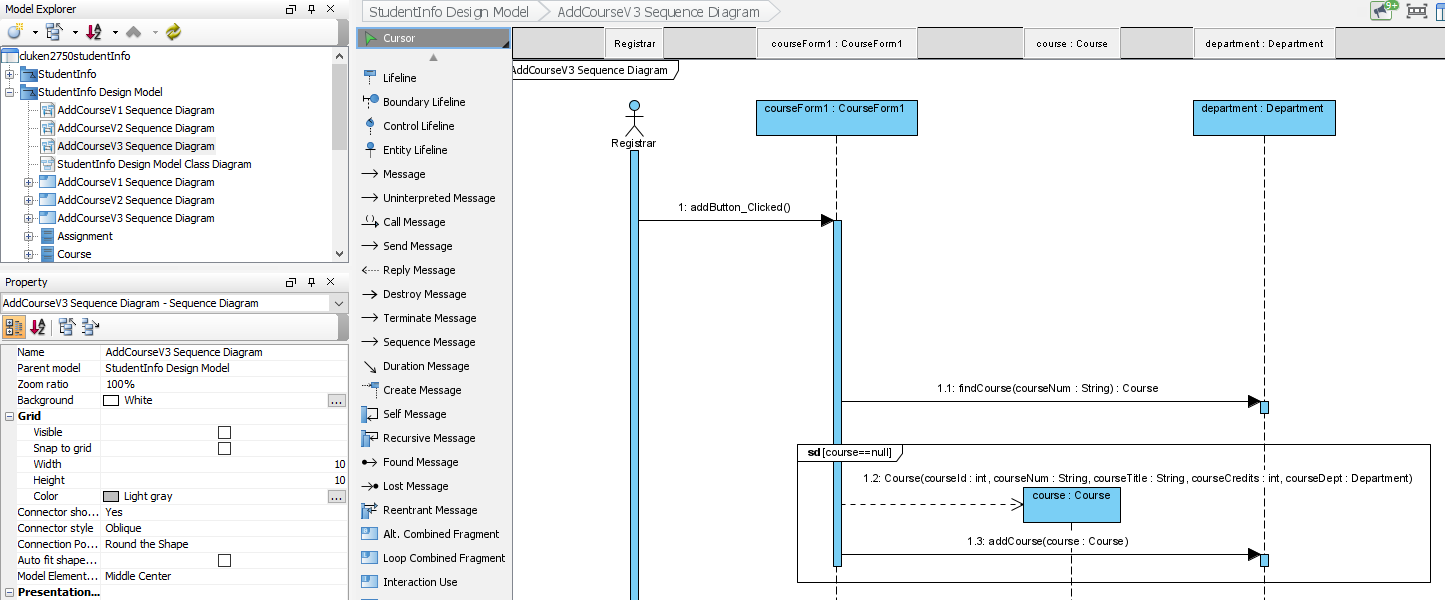 Model Explorer
cluken2750studentInfo
StudentInfo
StudentInfo Design Model
AddCourseV1 Sequence Diagram
AddCourseV2 Sequence Diagram
AddCourseV3 Sequence Diagram
StudentInfo Design Model Class Diagram
AddCourseV1 Sequence Diagram
AddCourseV2 Sequence Diagram
AddCourseV3 Sequence Diagram
Assignment
Course
Property
AddCourseV3 Sequence Diagram - Sequence Diagram
Name AddCourseV3 Sequence Diagram
Parent model StudentInfo Design Model
Zoom ratio 100%
Background White ...
Grid
Visible
Snap to grid
Width 10
Height 10
Color Light gray ...
Connector sho... Yes
Connector style Oblique
Connection Po... Round the Shape
Auto fit shape...
Model Element... Middle Center
Presentation...
StudentInfo Design Model AddCourseV3 Sequence Diagram
9+
Cursor
Lifeline
Boundary Lifeline
Control Lifeline
Entity Lifeline
Message
Uninterpreted Message
Call Message
Send Message
Reply Message
Destroy Message
Terminate Message
Sequence Message
Duration Message
Create Message
Self Message
Recursive Message
Found Message
Lost Message
Reentrant Message
Alt. Combined Fragment
Loop Combined Fragment
Interaction Use
Registrar courseForm1 : CourseForm1 course : Course department : Department
AddCourseV3 Sequence Diagram
courseForm1 : CourseForm1 department : Department
Registrar
1: addButton_Clicked()
1.1: findCourse(courseNum : String) : Course
sd [course==null]
1.2: Course(courseId : int, courseNum : String, courseTitle : String, courseCredits : int, courseDept : Department)
course : Course
1.3: addCourse(course : Course)